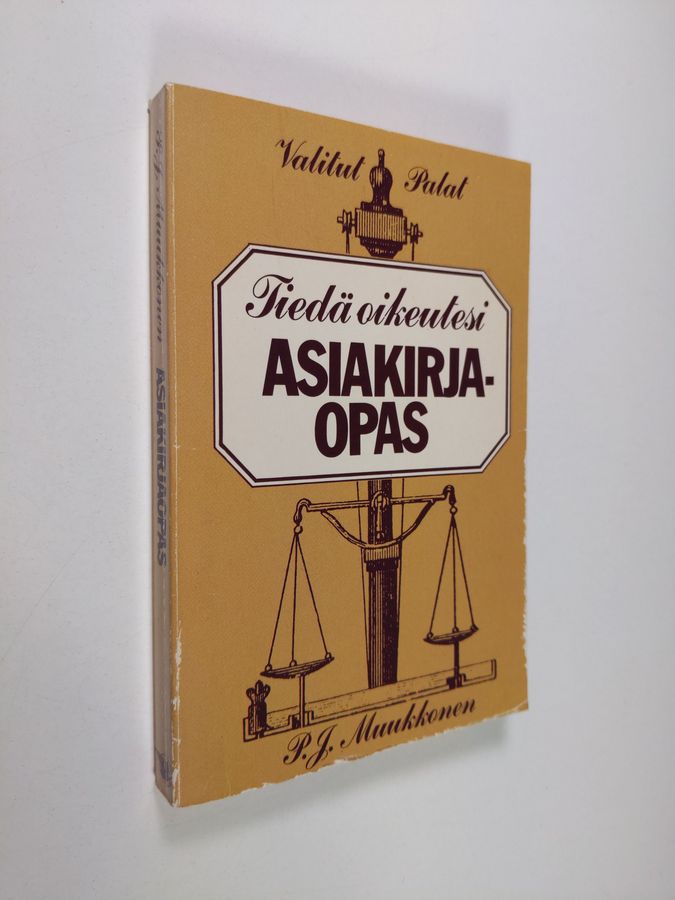 Valitut Palat
Tiedä oikeutesi
ASIAKIRJA-
OPAS
P.J. Muukkonen
P.J. Muukkonen ASIAKIRJAOPAS